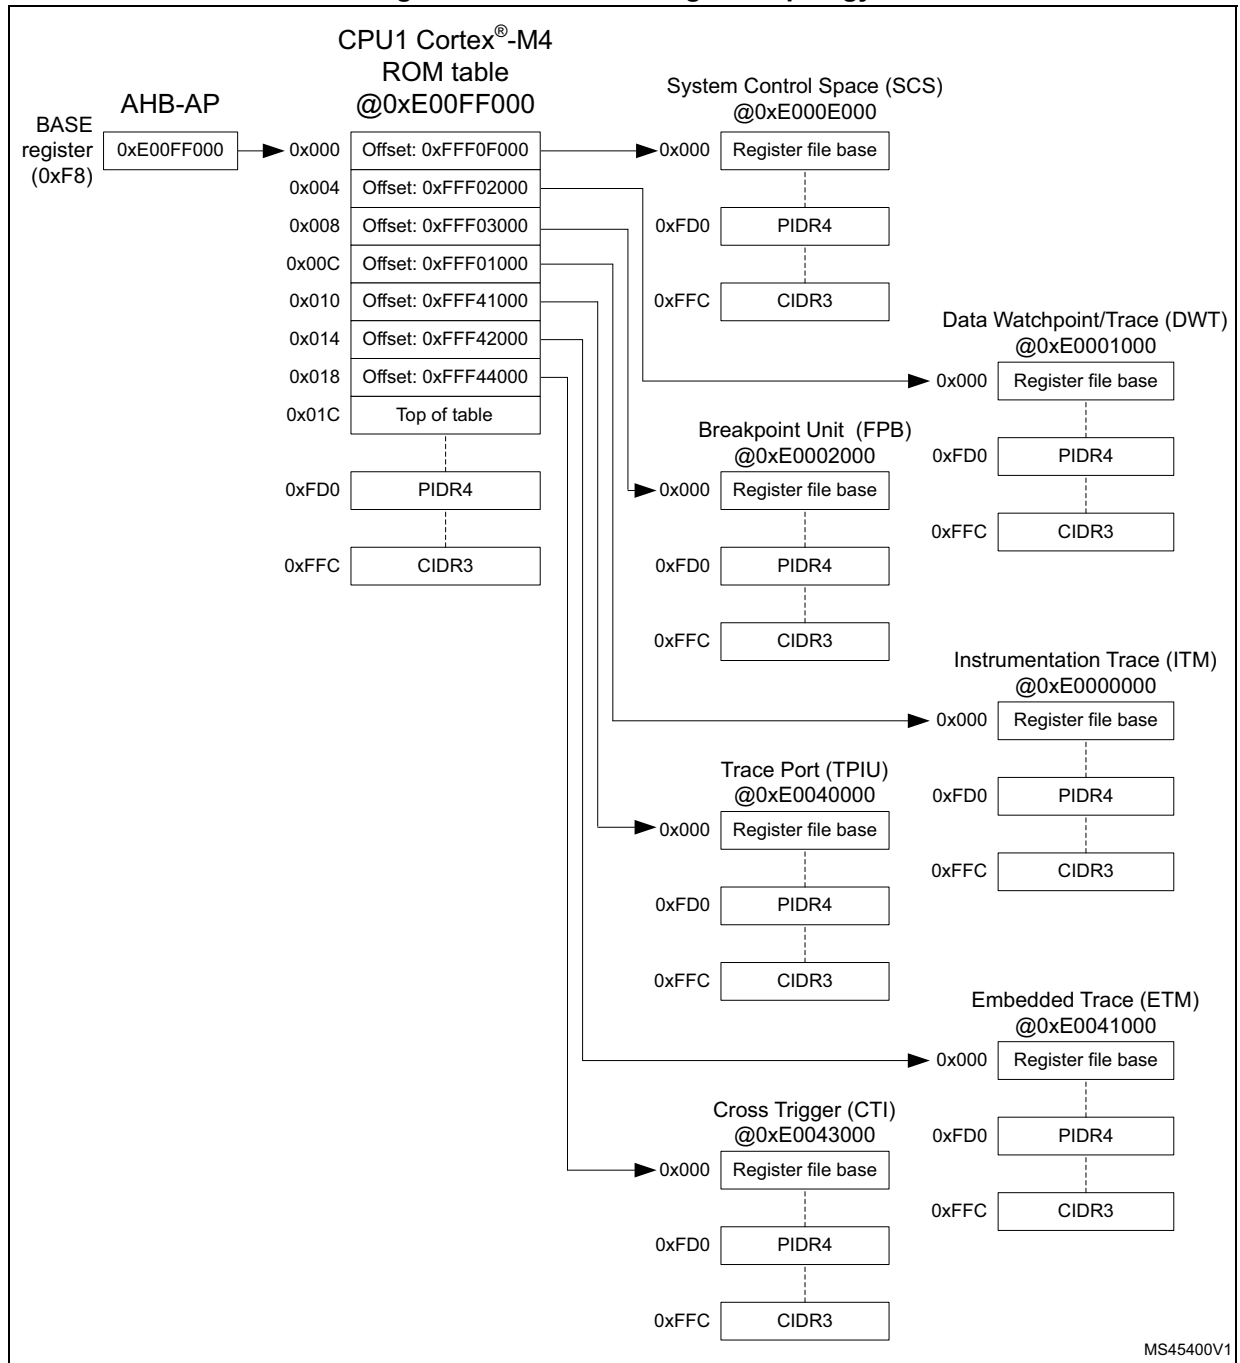 CPU1 Cortex®-M4
ROM table
@0xE00FF000
AHB-AP
BASE
register
(0xF8)
0xE00FF000
0x000 Offset: 0xFFF0F000
0x004 Offset: 0xFFF02000
0x008 Offset: 0xFFF03000
0x00C Offset: 0xFFF01000
0x010 Offset: 0xFFF41000
0x014 Offset: 0xFFF42000
0x018 Offset: 0xFFF44000
0x01C Top of table
0xFD0 PIDR4
0xFFC CIDR3
System Control Space (SCS)
@0xE000E000
0x000 Register file base
0xFD0 PIDR4
0xFFC CIDR3
Data Watchpoint/Trace (DWT)
@0xE0001000
0x000 Register file base
0xFD0 PIDR4
0xFFC CIDR3
Breakpoint Unit (FPB)
@0xE0002000
0x000 Register file base
0xFD0 PIDR4
0xFFC CIDR3
Instrumentation Trace (ITM)
@0xE0000000
0x000 Register file base
0xFD0 PIDR4
0xFFC CIDR3
Trace Port (TPIU)
@0xE0040000
0x000 Register file base
0xFD0 PIDR4
0xFFC CIDR3
Embedded Trace (ETM)
@0xE0041000
0x000 Register file base
0xFD0 PIDR4
0xFFC CIDR3
Cross Trigger (CTI)
@0xE0043000
0x000 Register file base
0xFD0 PIDR4
0xFFC CIDR3
MS45400V1